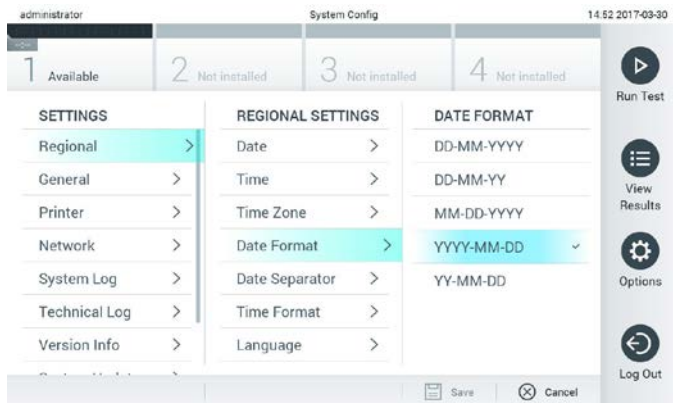 administrator System Config 14:52 2017-03-30
1 Available 2 Not installed 3 Not installed 4 Not installed
Run Test
SETTINGS REGIONAL SETTINGS DATE FORMAT
Regional Date DD-MM-YYYY
General Time DD-MM-YY
View
Results
Printer Time Zone MM-DD-YYYY
Network Date Format YYYY-MM-DD
System Log Date Separator YY-MM-DD
Options
Technical Log Time Format
Version Info Language
Log Out
Save Cancel